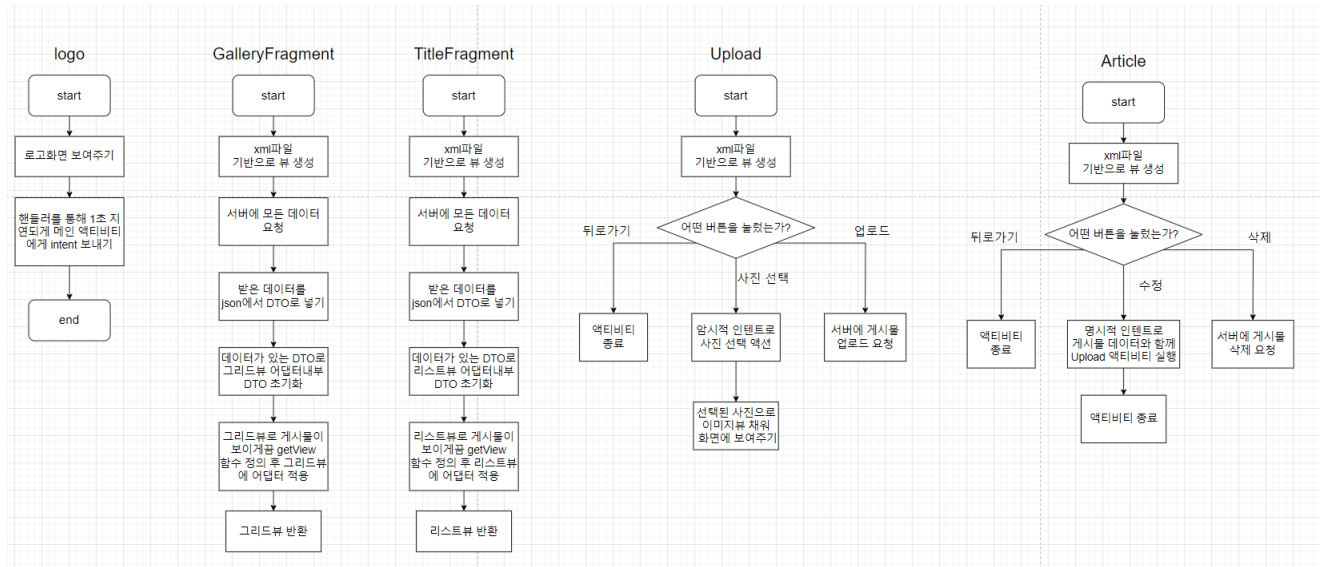 logo
start
로고화면 보여주기
핸들러를 통해 1초 지
연되게 메인 액티비티
에게 intent 보내기
end
GalleryFragment
start
xml파일
기반으로 뷰 생성
서버에 모든 데이터
요청
받은 데이터를
json에서 DTO로 넣기
데이터가 있는 DTO로
그리드뷰 어댑터내부
DTO 초기화
그리드뷰로 게시물이
보이게끔 getView
함수 정의 후 그리드뷰
에 어댑터 적용
그리드뷰 반환
TitleFragment
start
xml파일
기반으로 뷰 생성
서버에 모든 데이터
요청
받은 데이터를
json에서 DTO로 넣기
데이터가 있는 DTO로
리스트뷰 어댑터내부
DTO 초기화
리스트뷰로 게시물이
보이게끔 getView
함수 정의 후 리스트뷰
에 어댑터 적용
리스트뷰 반환
Upload
start
xml파일
기반으로 뷰 생성
어떤 버튼을 눌렀는가?
뒤로가기
업로드
사진 선택
액티비티
종료
암시적 인텐트로
사진 선택 액션
서버에 게시물
업로드 요청
선택된 사진으로
이미지뷰 채워
화면에 보여주기
Article
start
xml파일
기반으로 뷰 생성
어떤 버튼을 눌렀는가?
뒤로가기
삭제
수정
액티비티
종료
명시적 인텐트로
게시물 데이터와 함께
Upload 액티비티 실행
서버에 게시물
삭제 요청
액티비티 종료